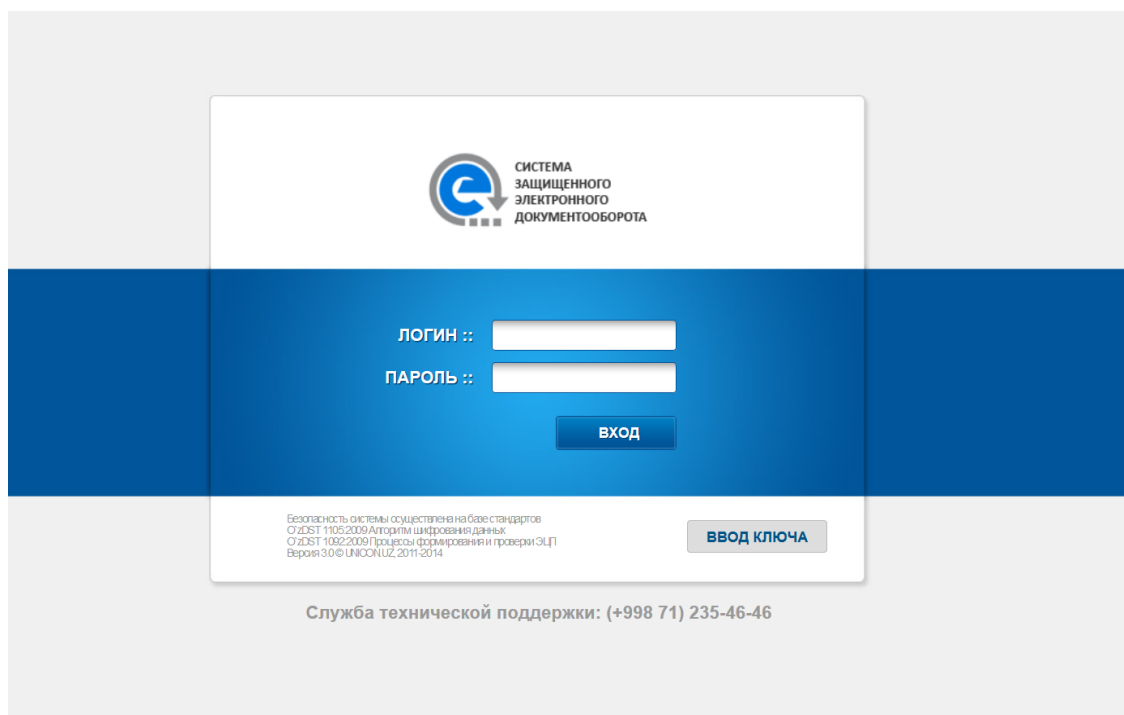 СИСТЕМА
ЗАЩИЩЕННОГО
ЭЛЕКТРОННОГО
ДОКУМЕНТООБОРОТА
ЛОГИН ::
ПАРОЛЬ ::
ВХОД
Безопасность системы осуществлена на базе стандартов
O'zDST 1105:2009 Алгоритм шифрования данных
O'zDST 1092:2009 Процессы формирования и проверки ЭЦП
Версия 3.0 © UNICON.UZ, 2011-2014
ВВОД КЛЮЧА
Служба технической поддержки: (+998 71) 235-46-46